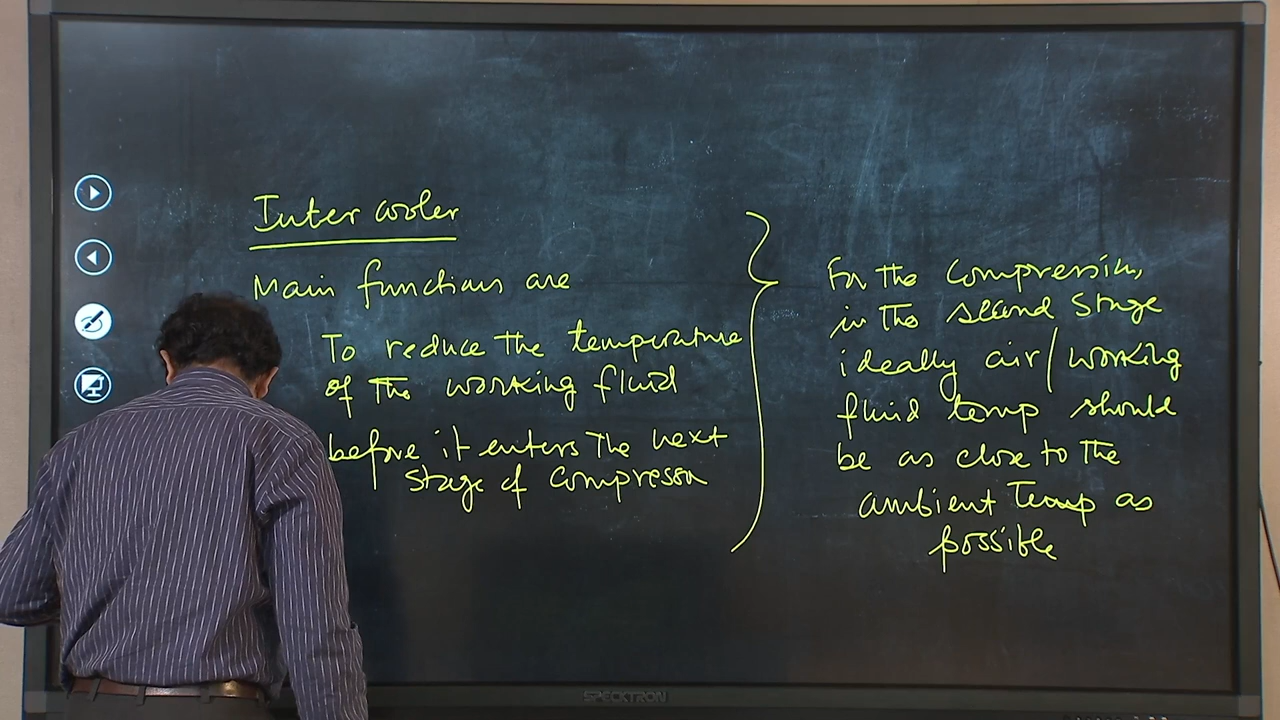 Inter cooler
Main functions are
To reduce the temperature
of the working fluid
before it enters the next
stage of compressor
For the compression,
in the second stage
ideally air/working
fluid temp should
be as close to the
ambient temp as
possible
SPECKTRON